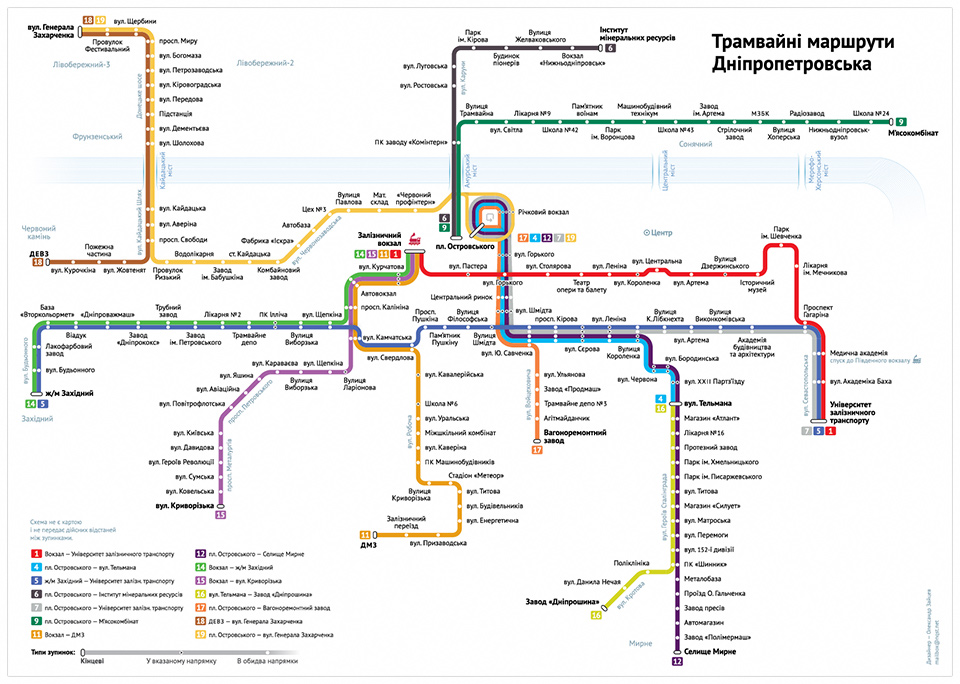 Трамвайні маршрути
Дніпропетровська
18 19
вул. Щербини
вул. Генерала
Захарченка
Провулок
Фестивальний
Лівобережний-3
Лівобережний-2
просп. Миру
вул. Богомаза
вул. Петрозаводська
вул. Кіровоградська
вул. Передова
Підстанція
вул. Дементьєва
вул. Шолохова
Донецьке шосе
Фрунзенський
Кайдацький
міст
Кайдацький Шлях
вул. Кайдацька
вул. Аверіна
просп. Свободи
Червоний
камінь
ДЕВЗ
18
Пожежна
частина
вул. Курочкіна
вул. Жовтенят
Провулок
Ризький
Водолікарня
Завод
ім. Бабушкіна
ст. Кайдацька
Фабрика «Іскра»
Комбайновий
завод
Автобаза
Цех №3
вул. Червонозаводська
Вулиця
Павлова
Мат.
склад
«Червоний
профінтерн»
Парк
ім. Кірова
Вулиця
Желваковського
Інститут
мінеральних ресурсів
6
Будинок
піонерів
Вокзал
«Нижньодніпровськ»
вул. Луговська
вул. Ростовська
вул. Каруни
ПК заводу «Комінтерн»
Амурський
міст
Вулиця
Трамвайна
вул. Світла
Лікарня №9
Школа №42
Пам'ятник
воїнам
Парк
ім. Воронцова
Машинобудівний
технікум
Школа №43
Завод
ім. Артема
Стрілочний
завод
МЗБК
Вулиця
Хоперська
Радіозавод
Нижньодніпровськ-
вузол
Школа №24
9
М'ясокомбінат
Сонячний
Центральний
міст
Мерефо-
Херсонський
міст
6
9
пл. Островського
Річковий вокзал
17 4 12 7 19
вул. Горького
Центр
Залізничний
вокзал
14 15 11 1
вул. Курчатова
вул. Пастера
вул. Горького
вул. Столярова
Театр
опери та балету
вул. Леніна
вул. Короленка
вул. Центральна
вул. Артема
Вулиця
Дзержинського
Історичний
музей
Парк
ім. Шевченка
Лікарня
ім. Мечникова
Проспект
Гагаріна
Автовокзал
просп. Калініна
Центральний ринок
вул. Шмідта
База
«Вторкольормет»
Віадук
«Дніпроважмаш»
Завод
«Дніпрококс»
Трубний
завод
Завод
ім. Петровського
Лікарня №2
Трамвайне
депо
ПК Ілліча
Вулиця
Виборзька
вул. Щепкіна
вул. Камчатська
вул. Свердлова
Просп.
Пушкіна
Пам'ятник
Пушкіну
Вулиця
Філософська
Вулиця
Шмідта
вул. Ю. Савченка
просп. Кірова
вул. Сєрова
вул. Леніна
Вулиця
Короленка
Вулиця
К.Лібкнехта
вул. Артема
Вулиця
Виконкомівська
Академія
будівництва
та архітектури
вул. Червона
вул. Бородинська
вул. XXII Партз'їзду
Лакофарбовий
завод
вул. Будьонного
вул. Будьонного
ж/м Західний
14 5
Західний
вул. Караваєва
вул. Щепкіна
вул. Яшина
Вулиця
Виборзька
вул.
Ларіонова
вул. Авіаційна
вул. Повітрофлотська
просп. Петровського
вул. Київська
вул. Давидова
вул. Героїв Революції
вул. Сумська
вул. Ковельська
просп. Металургів
вул. Криворізька
15
вул. Кавалерійська
Школа №6
вул. Уральська
Міжшкільний комбінат
вул. Каверіна
ПК Машинобудівників
вул. Робоча
Стадіон «Метеор»
Вулиця
Криворізька
вул. Титова
вул. Будівельників
вул. Енергетична
Залізничний
переїзд
вул. Призаводська
11
ДМЗ
вул. Ульянова
Завод «Продмаш»
Трамвайне депо №3
Агітмайданчик
вул. Войцеховича
Вагоноремонтний
завод
17
4
16
вул. Тельмана
Магазин «Атлант»
Лікарня №16
Протезний завод
Парк ім. Хмельницького
Парк ім. Писаржевського
вул. Титова
Магазин «Силует»
вул. Матроська
вул. Перемоги
вул. 152-ї дивізії
ПК «Шинник»
Металобаза
Проїзд О. Гальченка
Завод пресів
Автомагазин
Завод «Полімермаш»
Селище Мирне
12
вул. Героїв Сталінграда
Поліклініка
вул. Данила Нечая
вул. Кротова
Завод «Дніпрошина»
16
Мирне
Медична академія
спуск до Південного вокзалу
вул. Академіка Баха
вул. Севастопольська
Університет
залізничного
транспорту
7 5 1
Схема не є картою
і не передає дійсних відстаней
між зупинками.
1 Вокзал — Університет залізничного транспорту
4 пл. Островського — вул. Тельмана
5 ж/м Західний — Університет залізн. транспорту
6 пл. Островського — Інститут мінеральних ресурсів
7 пл. Островського — Університет залізн. транспорту
9 пл. Островського — М'ясокомбінат
11 Вокзал — ДМЗ
12 пл. Островського — Селище Мирне
14 Вокзал — ж/м Західний
15 Вокзал — вул. Криворізька
16 вул. Тельмана — Завод «Дніпрошина»
17 пл. Островського — Вагоноремонтний завод
18 ДЕВЗ — вул. Генерала Захарченка
19 пл. Островського — вул. Генерала Захарченка
Типи зупинок:
Кінцеві
У вказаному напрямку
В обидва напрямки
Дизайнер — Олександр Зайцев